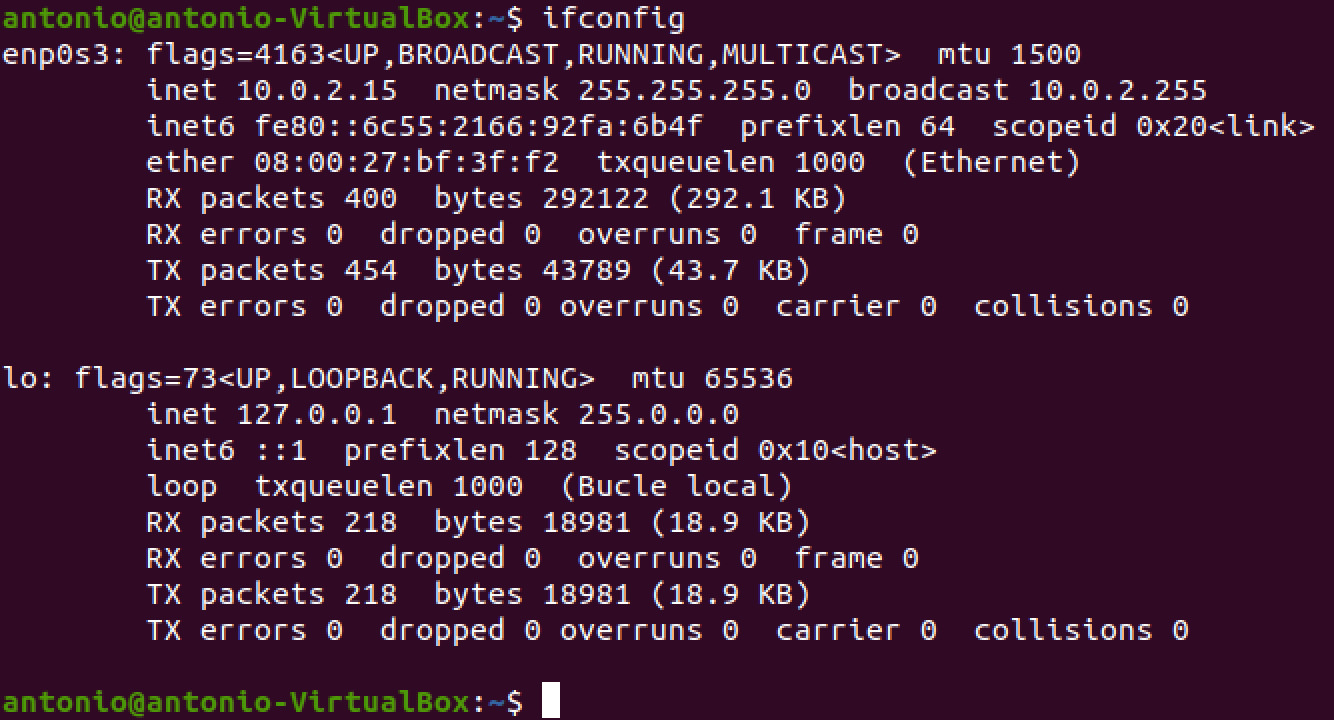 antonio@antonio-VirtualBox:~$ ifconfig
enp0s3: flags=4163<UP,BROADCAST,RUNNING,MULTICAST>  mtu 1500
        inet 10.0.2.15  netmask 255.255.255.0  broadcast 10.0.2.255
        inet6 fe80::6c55:2166:92fa:6b4f  prefixlen 64  scopeid 0x20<link>
        ether 08:00:27:bf:3f:f2  txqueuelen 1000  (Ethernet)
        RX packets 400  bytes 292122 (292.1 KB)
        RX errors 0  dropped 0  overruns 0  frame 0
        TX packets 454  bytes 43789 (43.7 KB)
        TX errors 0  dropped 0 overruns 0  carrier 0  collisions 0

lo: flags=73<UP,LOOPBACK,RUNNING>  mtu 65536
        inet 127.0.0.1  netmask 255.0.0.0
        inet6 ::1  prefixlen 128  scopeid 0x10<host>
        loop  txqueuelen 1000  (Bucle local)
        RX packets 218  bytes 18981 (18.9 KB)
        RX errors 0  dropped 0  overruns 0  frame 0
        TX packets 218  bytes 18981 (18.9 KB)
        TX errors 0  dropped 0 overruns 0  carrier 0  collisions 0

antonio@antonio-VirtualBox:~$